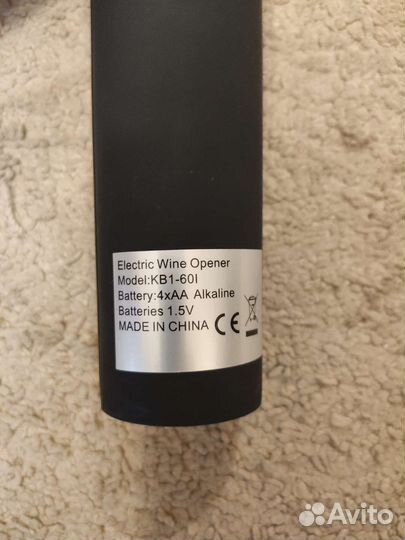 Electric Wine Opener
Model:KB1-60I
Battery:4xAA Alkaline
Batteries 1.5V
MADE IN CHINA CE
Avito